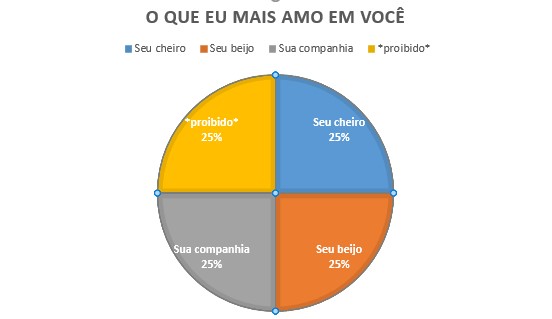 O QUE EU MAIS AMO EM VOCÊ
Seu cheiro Seu beijo Sua companhia *proibido*
*proibido*
25%
Seu cheiro
25%
Sua companhia
25%
Seu beijo
25%